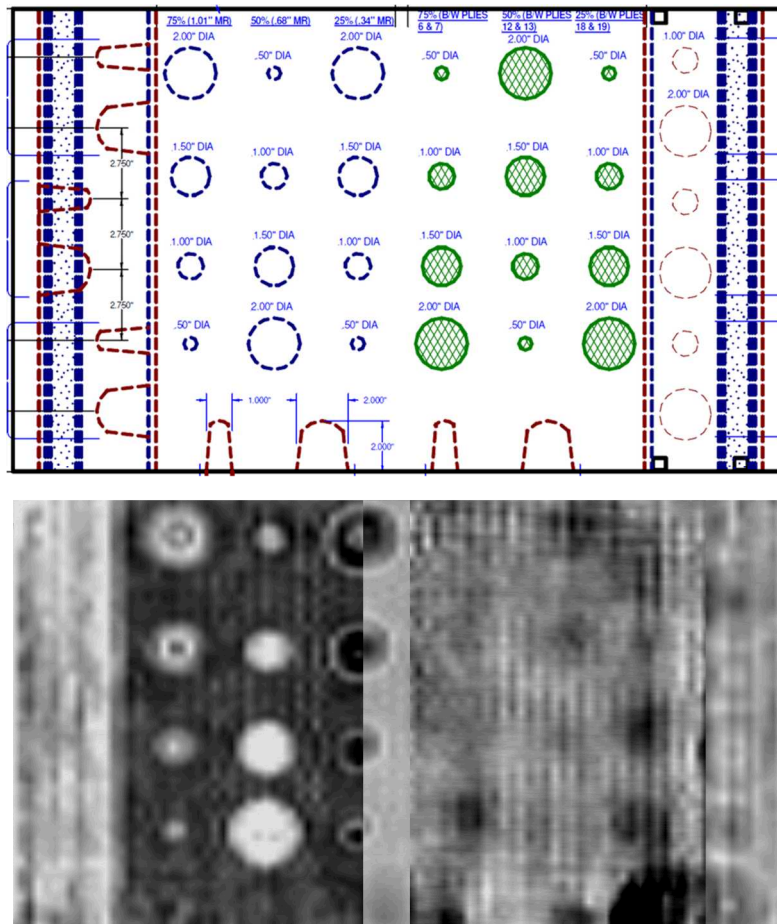 75% (1.01" MR) 50% (.68" MR) 25% (.34" MR) 75% (B/W PLIES 50% (B/W PLIES 25% (B/W PLIES
6 & 7) 12 & 13) 18 & 19)
2.00" DIA .50" DIA 2.00" DIA .50" DIA 2.00" DIA .50" DIA 1.00" DIA
2.00" DIA
1.50" DIA 1.00" DIA 1.50" DIA 1.00" DIA 1.50" DIA 1.00" DIA
2.750"
2.750"
1.00" DIA 1.50" DIA 1.00" DIA 1.50" DIA 1.00" DIA 1.50" DIA
2.750"
.50" DIA 2.00" DIA .50" DIA 2.00" DIA .50" DIA 2.00" DIA
1.000" 2.000"
2.000"